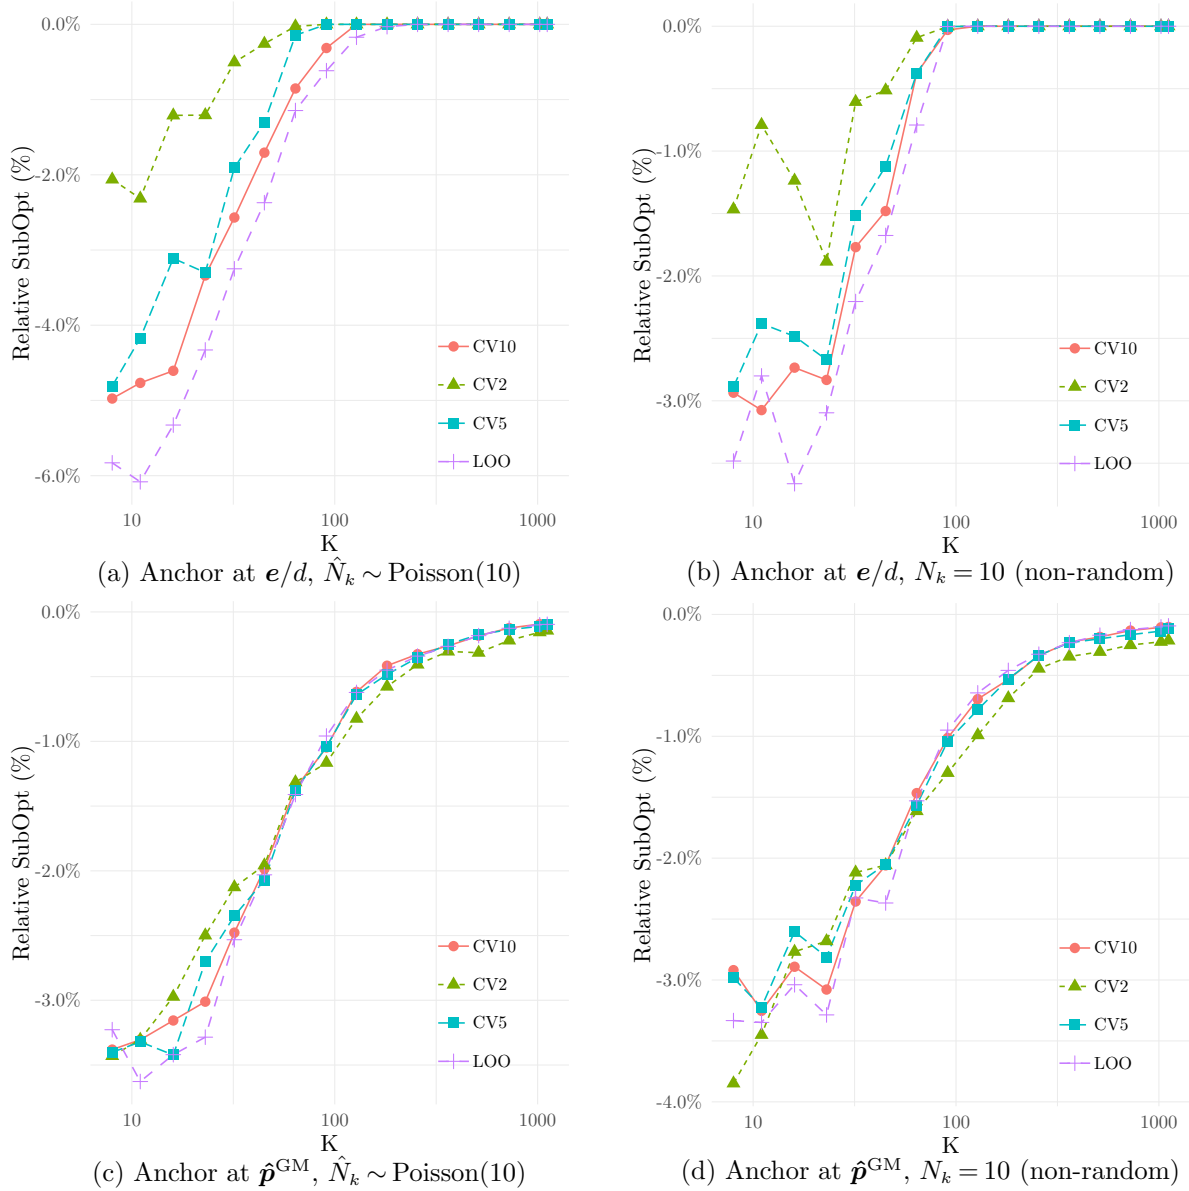 0.0%
-2.0%
-4.0%
-6.0%
Relative SubOpt (%)
CV10
CV2
CV5
LOO
10
100
1000
K
(a) Anchor at e/d, N̂ₖ ∼ Poisson(10)
0.0%
-1.0%
-2.0%
-3.0%
Relative SubOpt (%)
CV10
CV2
CV5
LOO
10
100
1000
K
(b) Anchor at e/d, Nₖ = 10 (non-random)
0.0%
-1.0%
-2.0%
-3.0%
Relative SubOpt (%)
CV10
CV2
CV5
LOO
10
100
1000
K
(c) Anchor at p̂ᴳᴹ, N̂ₖ ∼ Poisson(10)
0.0%
-1.0%
-2.0%
-3.0%
-4.0%
Relative SubOpt (%)
CV10
CV2
CV5
LOO
10
100
1000
K
(d) Anchor at p̂ᴳᴹ, Nₖ = 10 (non-random)